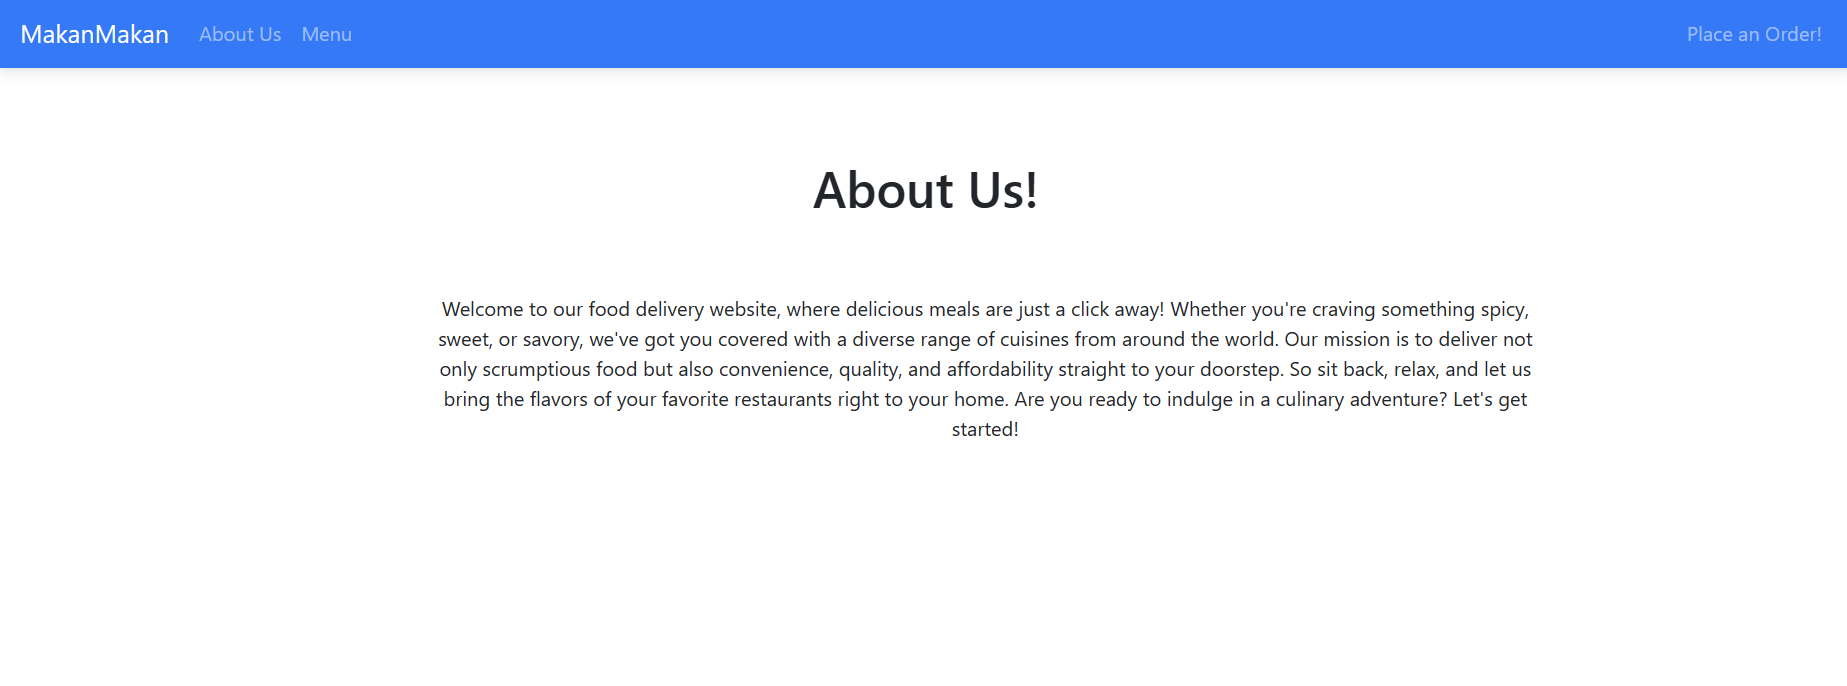 MakanMakan About Us Menu Place an Order!
About Us!
Welcome to our food delivery website, where delicious meals are just a click away! Whether you're craving something spicy,
sweet, or savory, we've got you covered with a diverse range of cuisines from around the world. Our mission is to deliver not
only scrumptious food but also convenience, quality, and affordability straight to your doorstep. So sit back, relax, and let us
bring the flavors of your favorite restaurants right to your home. Are you ready to indulge in a culinary adventure? Let's get
started!